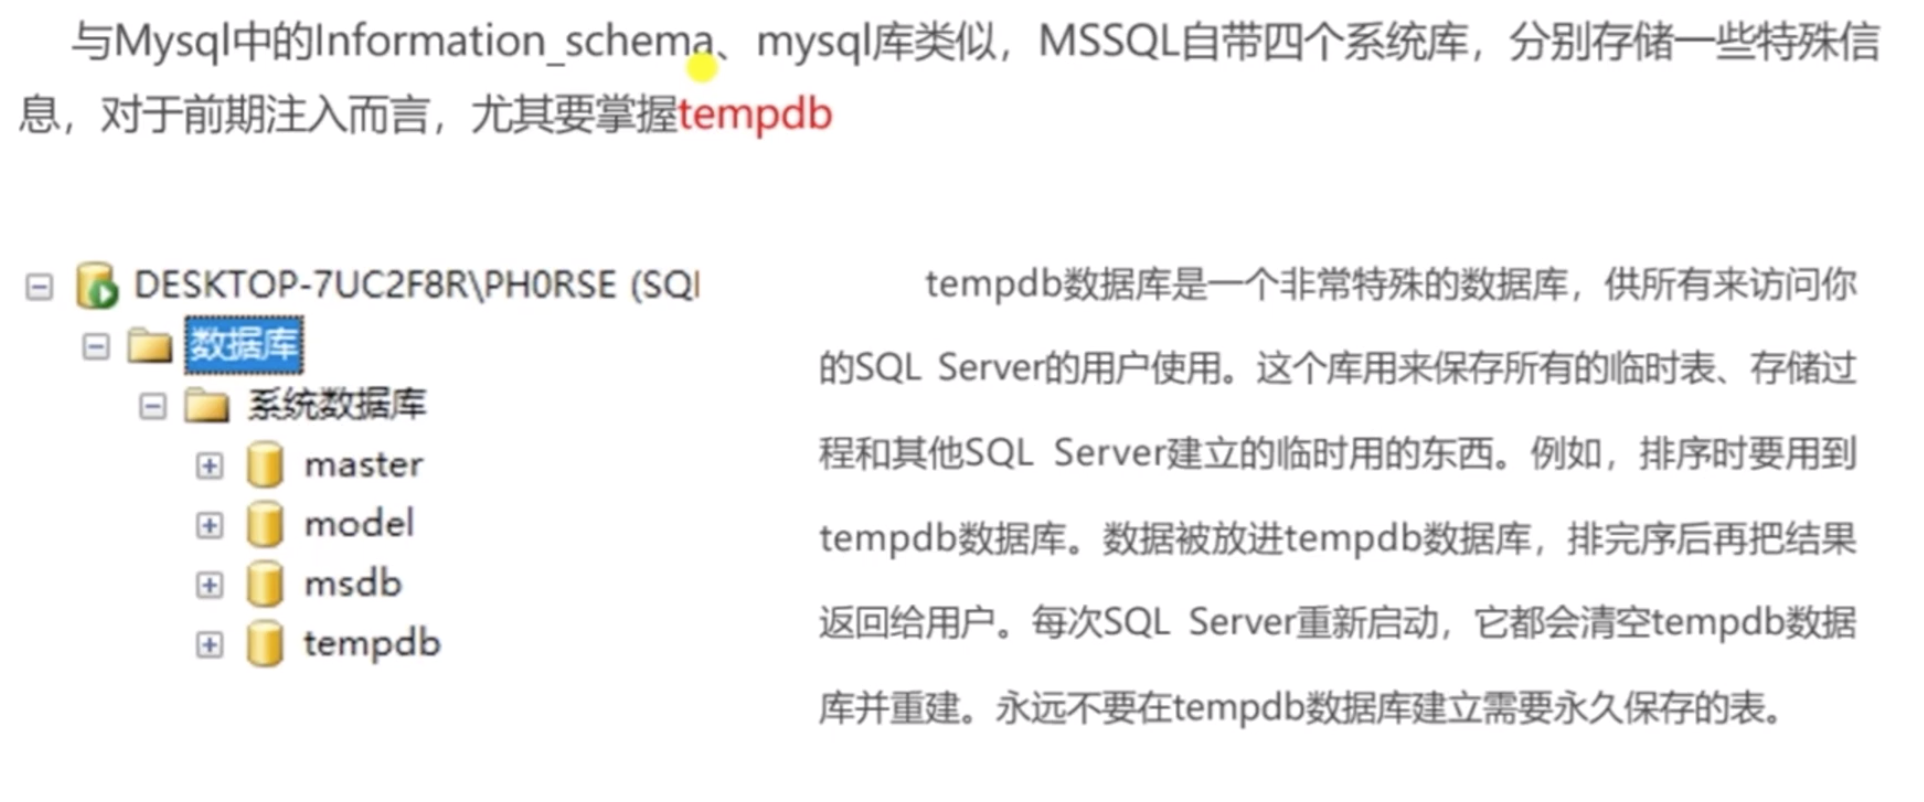 与Mysql中的Information_schema、mysql库类似，MSSQL自带四个系统库，分别存储一些特殊信
息，对于前期注入而言，尤其要掌握tempdb
DESKTOP-7UC2F8R\PH0RSE (SQ
数据库
系统数据库
master
model
msdb
tempdb
tempdb数据库是一个非常特殊的数据库，供所有来访问你
的SQL Server的用户使用。这个库用来保存所有的临时表、存储过
程和其他SQL Server建立的临时用的东西。例如，排序时要用到
tempdb数据库。数据被放进tempdb数据库，排完序后再把结果
返回给用户。每次SQL Server重新启动，它都会清空tempdb数据
库并重建。永远不要在tempdb数据库建立需要永久保存的表。